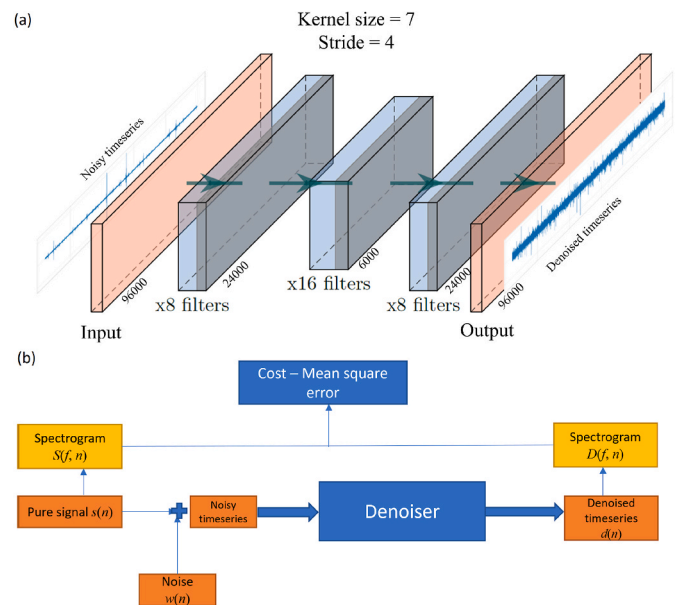 (a)
Kernel size = 7
Stride = 4
Noisy timeseries
Denoised timeseries
96000
24000
6000
24000
96000
x8 filters
x16 filters
x8 filters
Input
Output
(b)
Cost – Mean square
error
Spectrogram
S(f, n)
Spectrogram
D(f, n)
Pure signal s(n)
Noisy
timeseries
Denoiser
Denoised
timeseries
d(n)
Noise
w(n)